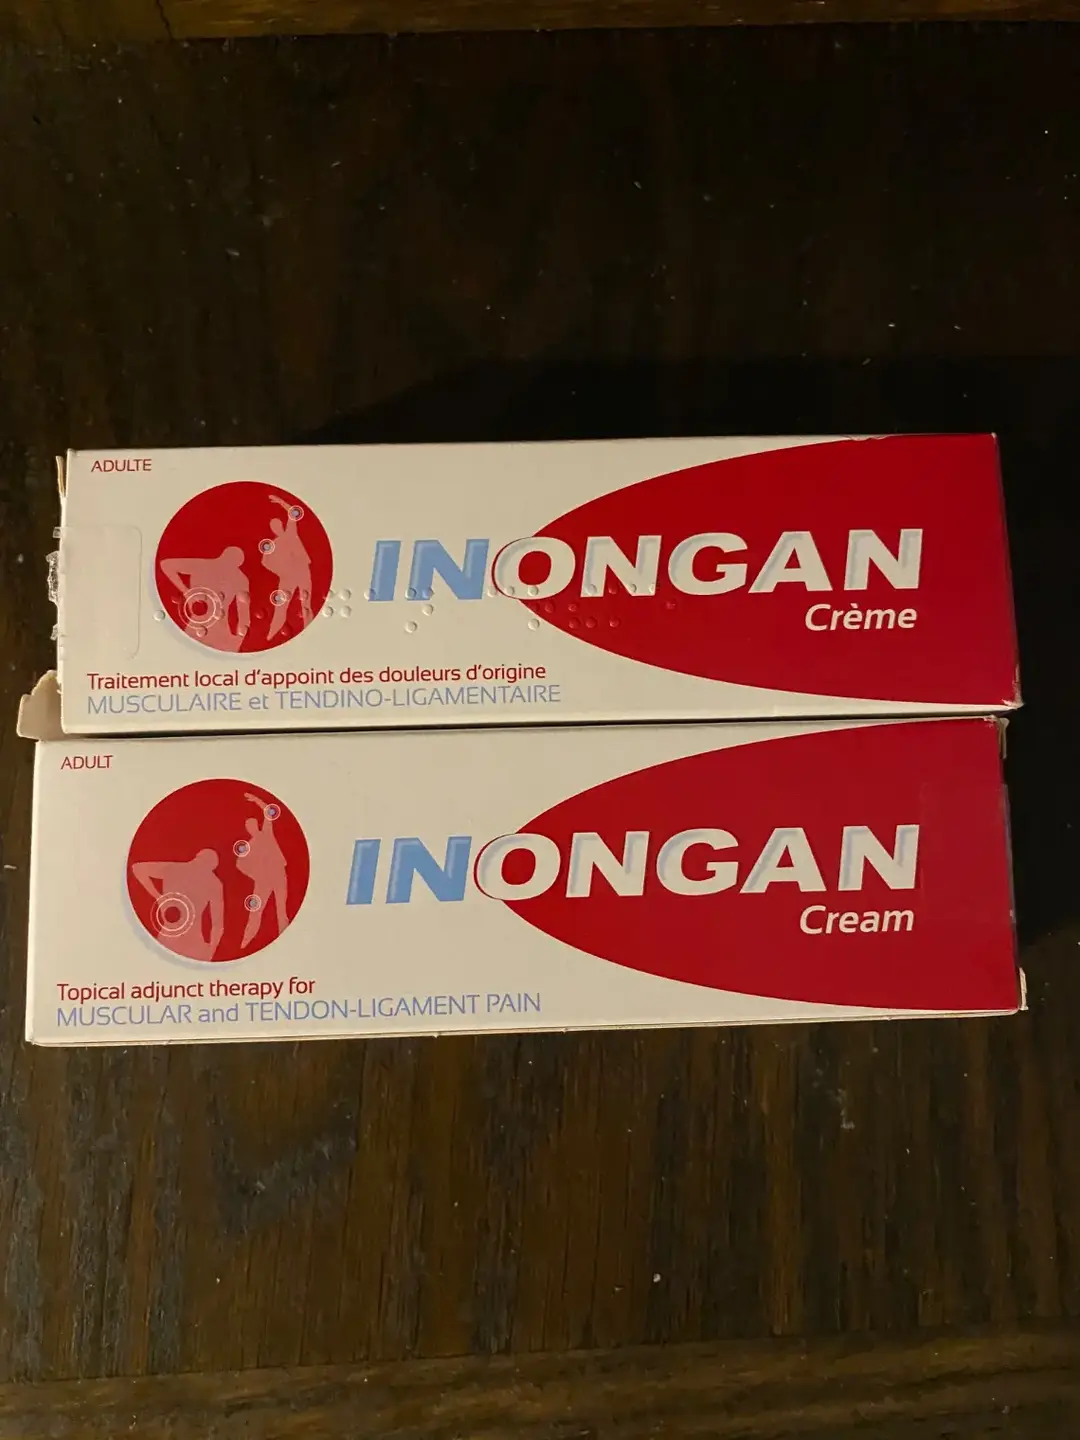 ADULTE
INONGAN
Crème
Traitement local d'appoint des douleurs d'origine
MUSCULAIRE et TENDINO-LIGAMENTAIRE
ADULT
INONGAN
Cream
Topical adjunct therapy for
MUSCULAR and TENDON-LIGAMENT PAIN